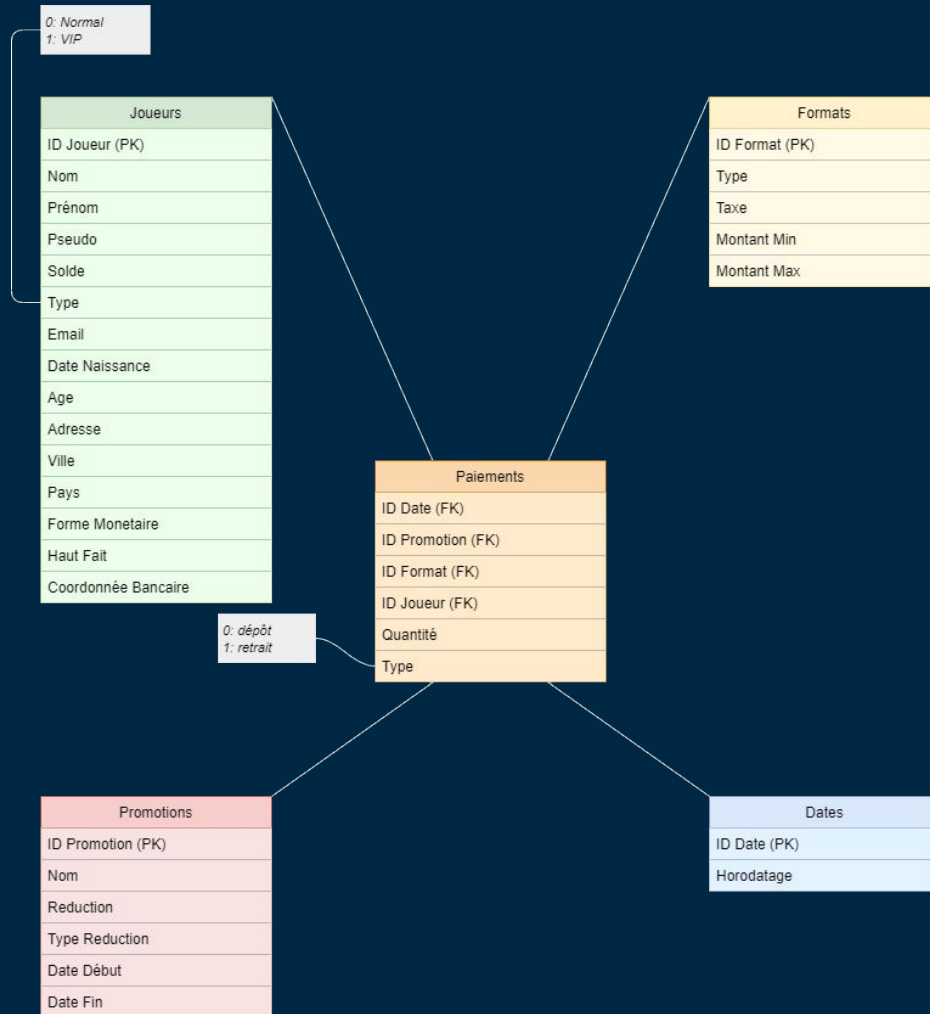 0: Normal
1: VIP
Joueurs
ID Joueur (PK)
Nom
Prénom
Pseudo
Solde
Type
Email
Date Naissance
Age
Adresse
Ville
Pays
Forme Monetaire
Haut Fait
Coordonnée Bancaire
Formats
ID Format (PK)
Type
Taxe
Montant Min
Montant Max
Paiements
ID Date (FK)
ID Promotion (FK)
ID Format (FK)
ID Joueur (FK)
Quantité
Type
0: dépôt
1: retrait
Promotions
ID Promotion (PK)
Nom
Reduction
Type Reduction
Date Début
Date Fin
Dates
ID Date (PK)
Horodatage